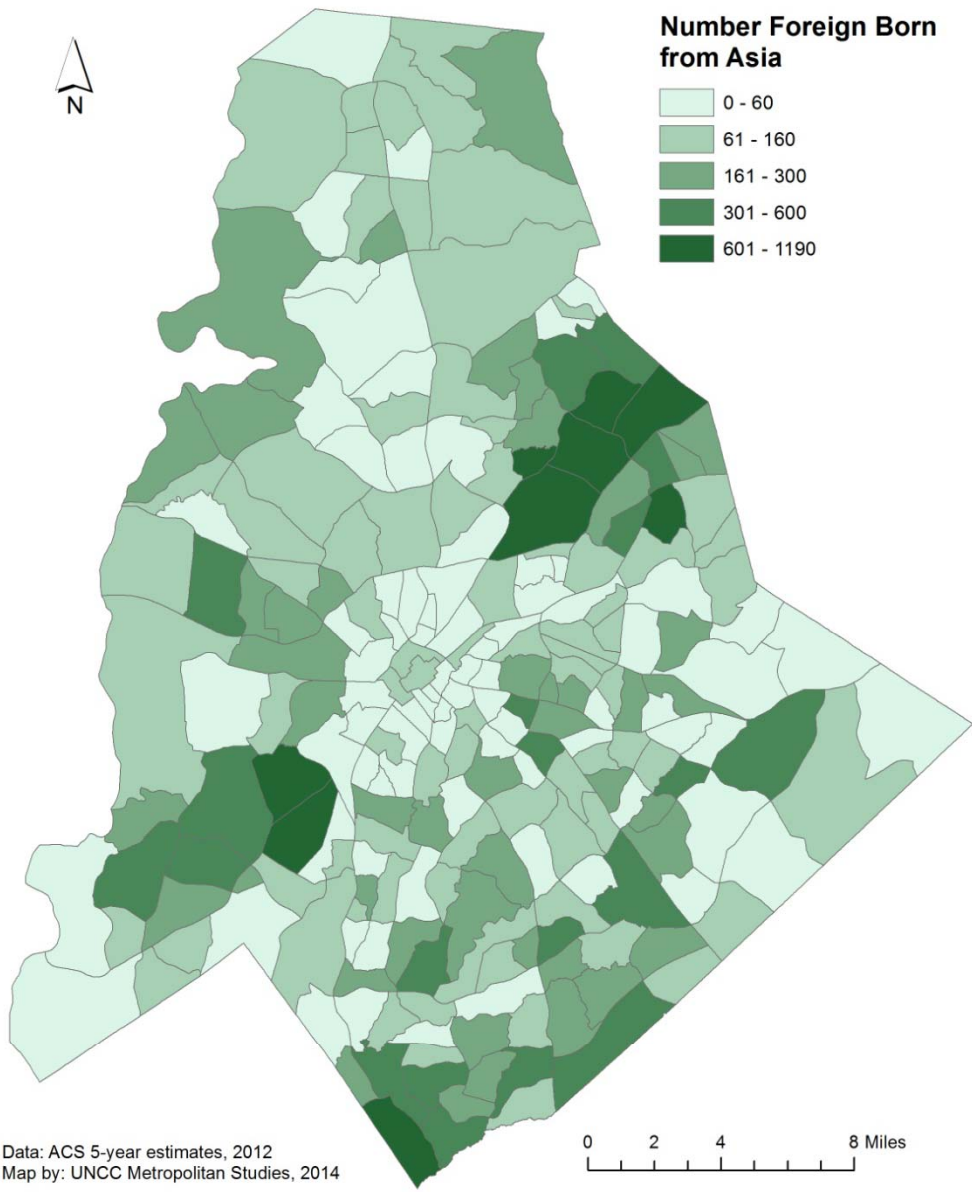 Number Foreign Born
from Asia
0 - 60
61 - 160
161 - 300
301 - 600
601 - 1190
N
Data: ACS 5-year estimates, 2012
Map by: UNCC Metropolitan Studies, 2014
0 2 4 8 Miles